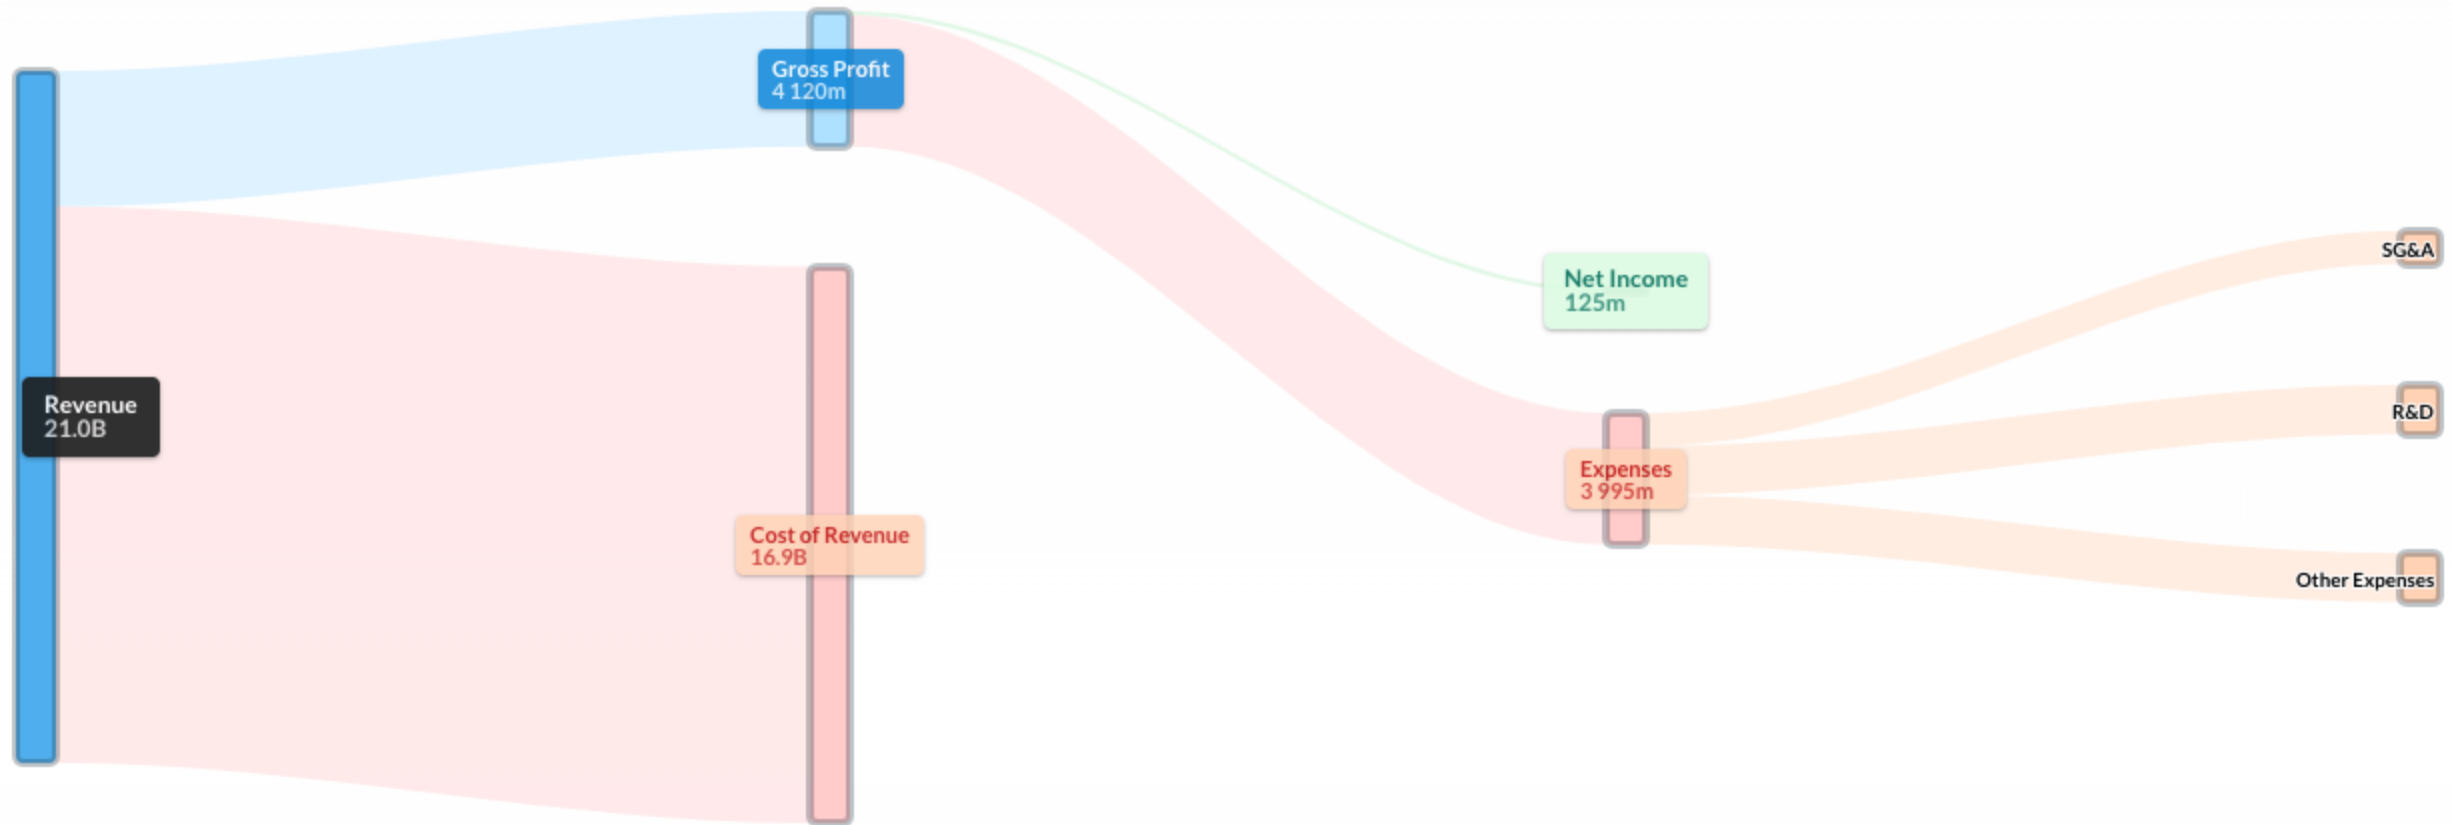 Gross Profit
4 120m
Revenue
21.0B
Cost of Revenue
16.9B
Net Income
125m
Expenses
3 995m
SG&A
R&D
Other Expenses